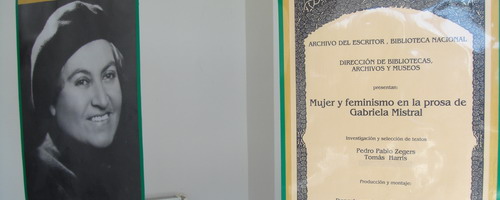 ARCHIVO DEL ESCRITOR , BIBLIOTECA NACIONAL
DIRECCIÓN DE BIBLIOTECAS,
ARCHIVOS Y MUSEOS
presentan:
Mujer y feminismo en la prosa de
Gabriela Mistral
Investigación y selección de textos
Pedro Pablo Zegers
Tomás Harris
Producción y montaje: